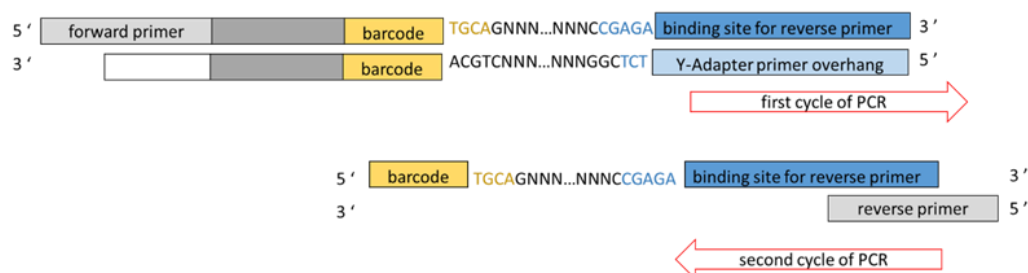 5 ‘ forward primer barcode TGCAGNNN…NNNCCGAGA binding site for reverse primer 3 ‘
3 ‘ barcode ACGTCNNN…NNNGGCTCT Y-Adapter primer overhang 5 ‘
first cycle of PCR
5 ‘ barcode TGCAGNNN…NNNCCGAGA binding site for reverse primer 3 ‘
3 ‘ reverse primer 5 ‘
second cycle of PCR